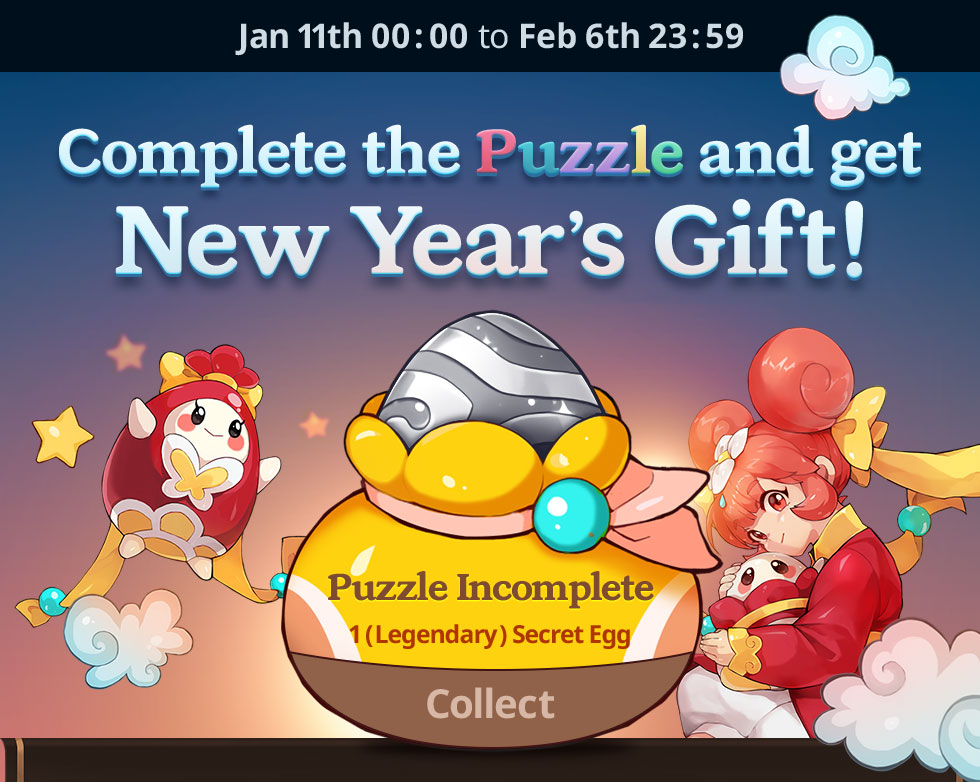 Jan 11th 00:00 to Feb 6th 23:59
Complete the Puzzle and get
New Year's Gift!
Puzzle Incomplete
1 (Legendary) Secret Egg
Collect